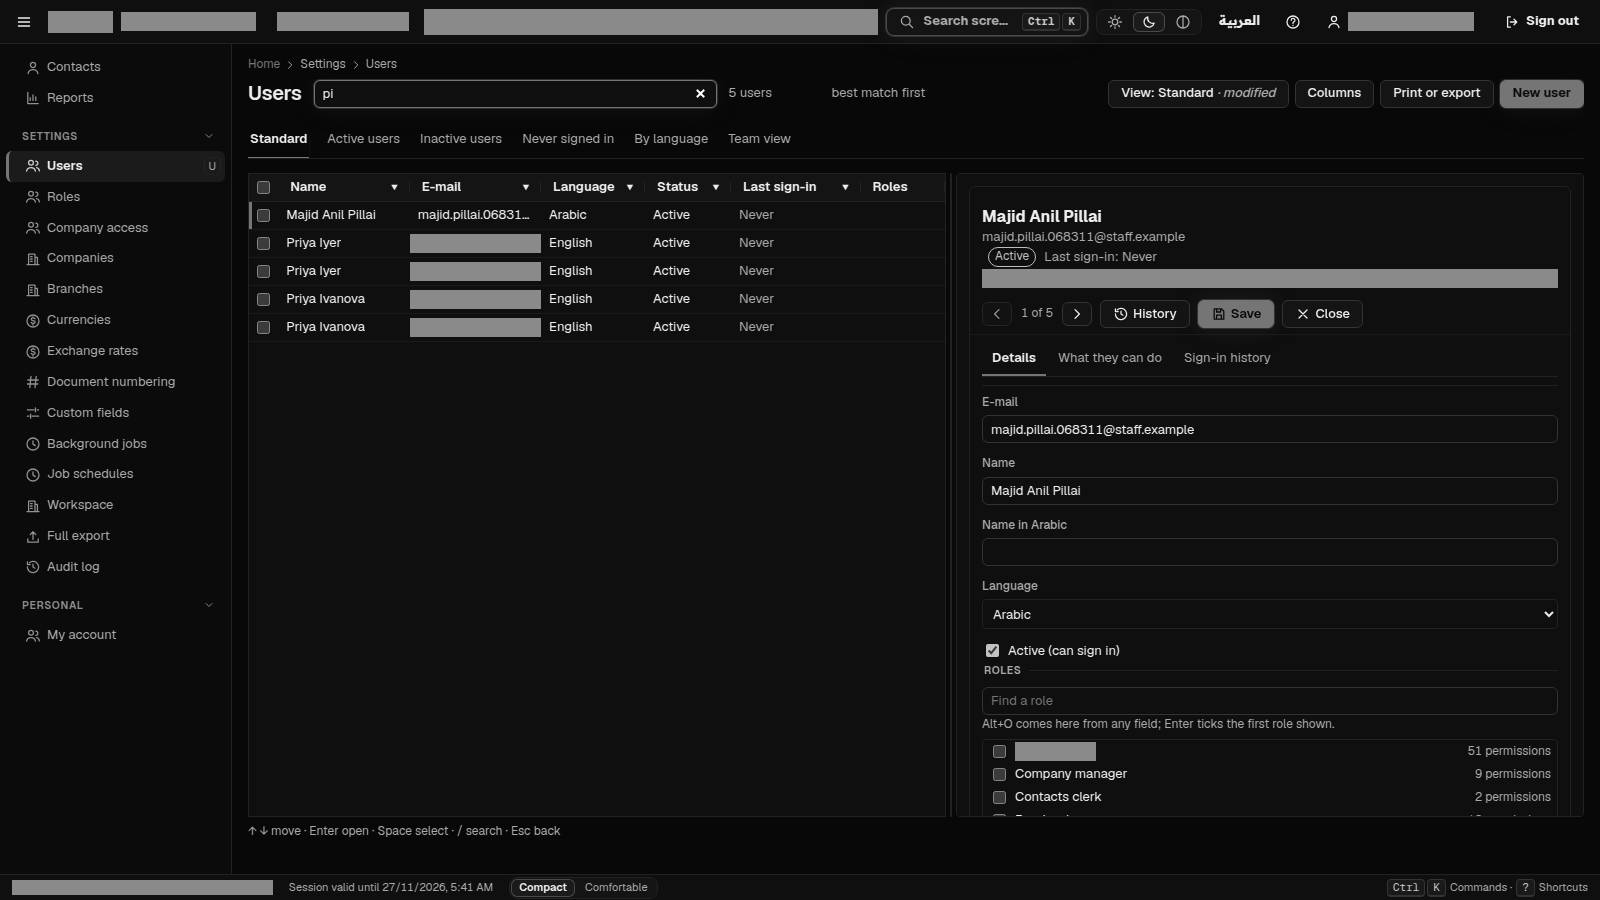 Search scre... Ctrl K العربية Sign out
Contacts
Reports
SETTINGS
Users U
Roles
Company access
Companies
Branches
Currencies
Exchange rates
Document numbering
Custom fields
Background jobs
Job schedules
Workspace
Full export
Audit log
PERSONAL
My account
Home > Settings > Users
Users pi 5 users best match first View: Standard · modified Columns Print or export New user
Standard Active users Inactive users Never signed in By language Team view
Name E-mail Language Status Last sign-in Roles
Majid Anil Pillai majid.pillai.06831... Arabic Active Never
Priya Iyer English Active Never
Priya Iyer English Active Never
Priya Ivanova English Active Never
Priya Ivanova English Active Never
↑↓ move · Enter open · Space select · / search · Esc back
Majid Anil Pillai
majid.pillai.068311@staff.example
Active Last sign-in: Never
1 of 5 History Save Close
Details What they can do Sign-in history
E-mail
majid.pillai.068311@staff.example
Name
Majid Anil Pillai
Name in Arabic
Language
Arabic
Active (can sign in)
ROLES
Find a role
Alt+O comes here from any field; Enter ticks the first role shown.
51 permissions
Company manager 9 permissions
Contacts clerk 2 permissions
Session valid until 27/11/2026, 5:41 AM Compact Comfortable Ctrl K Commands · ? Shortcuts